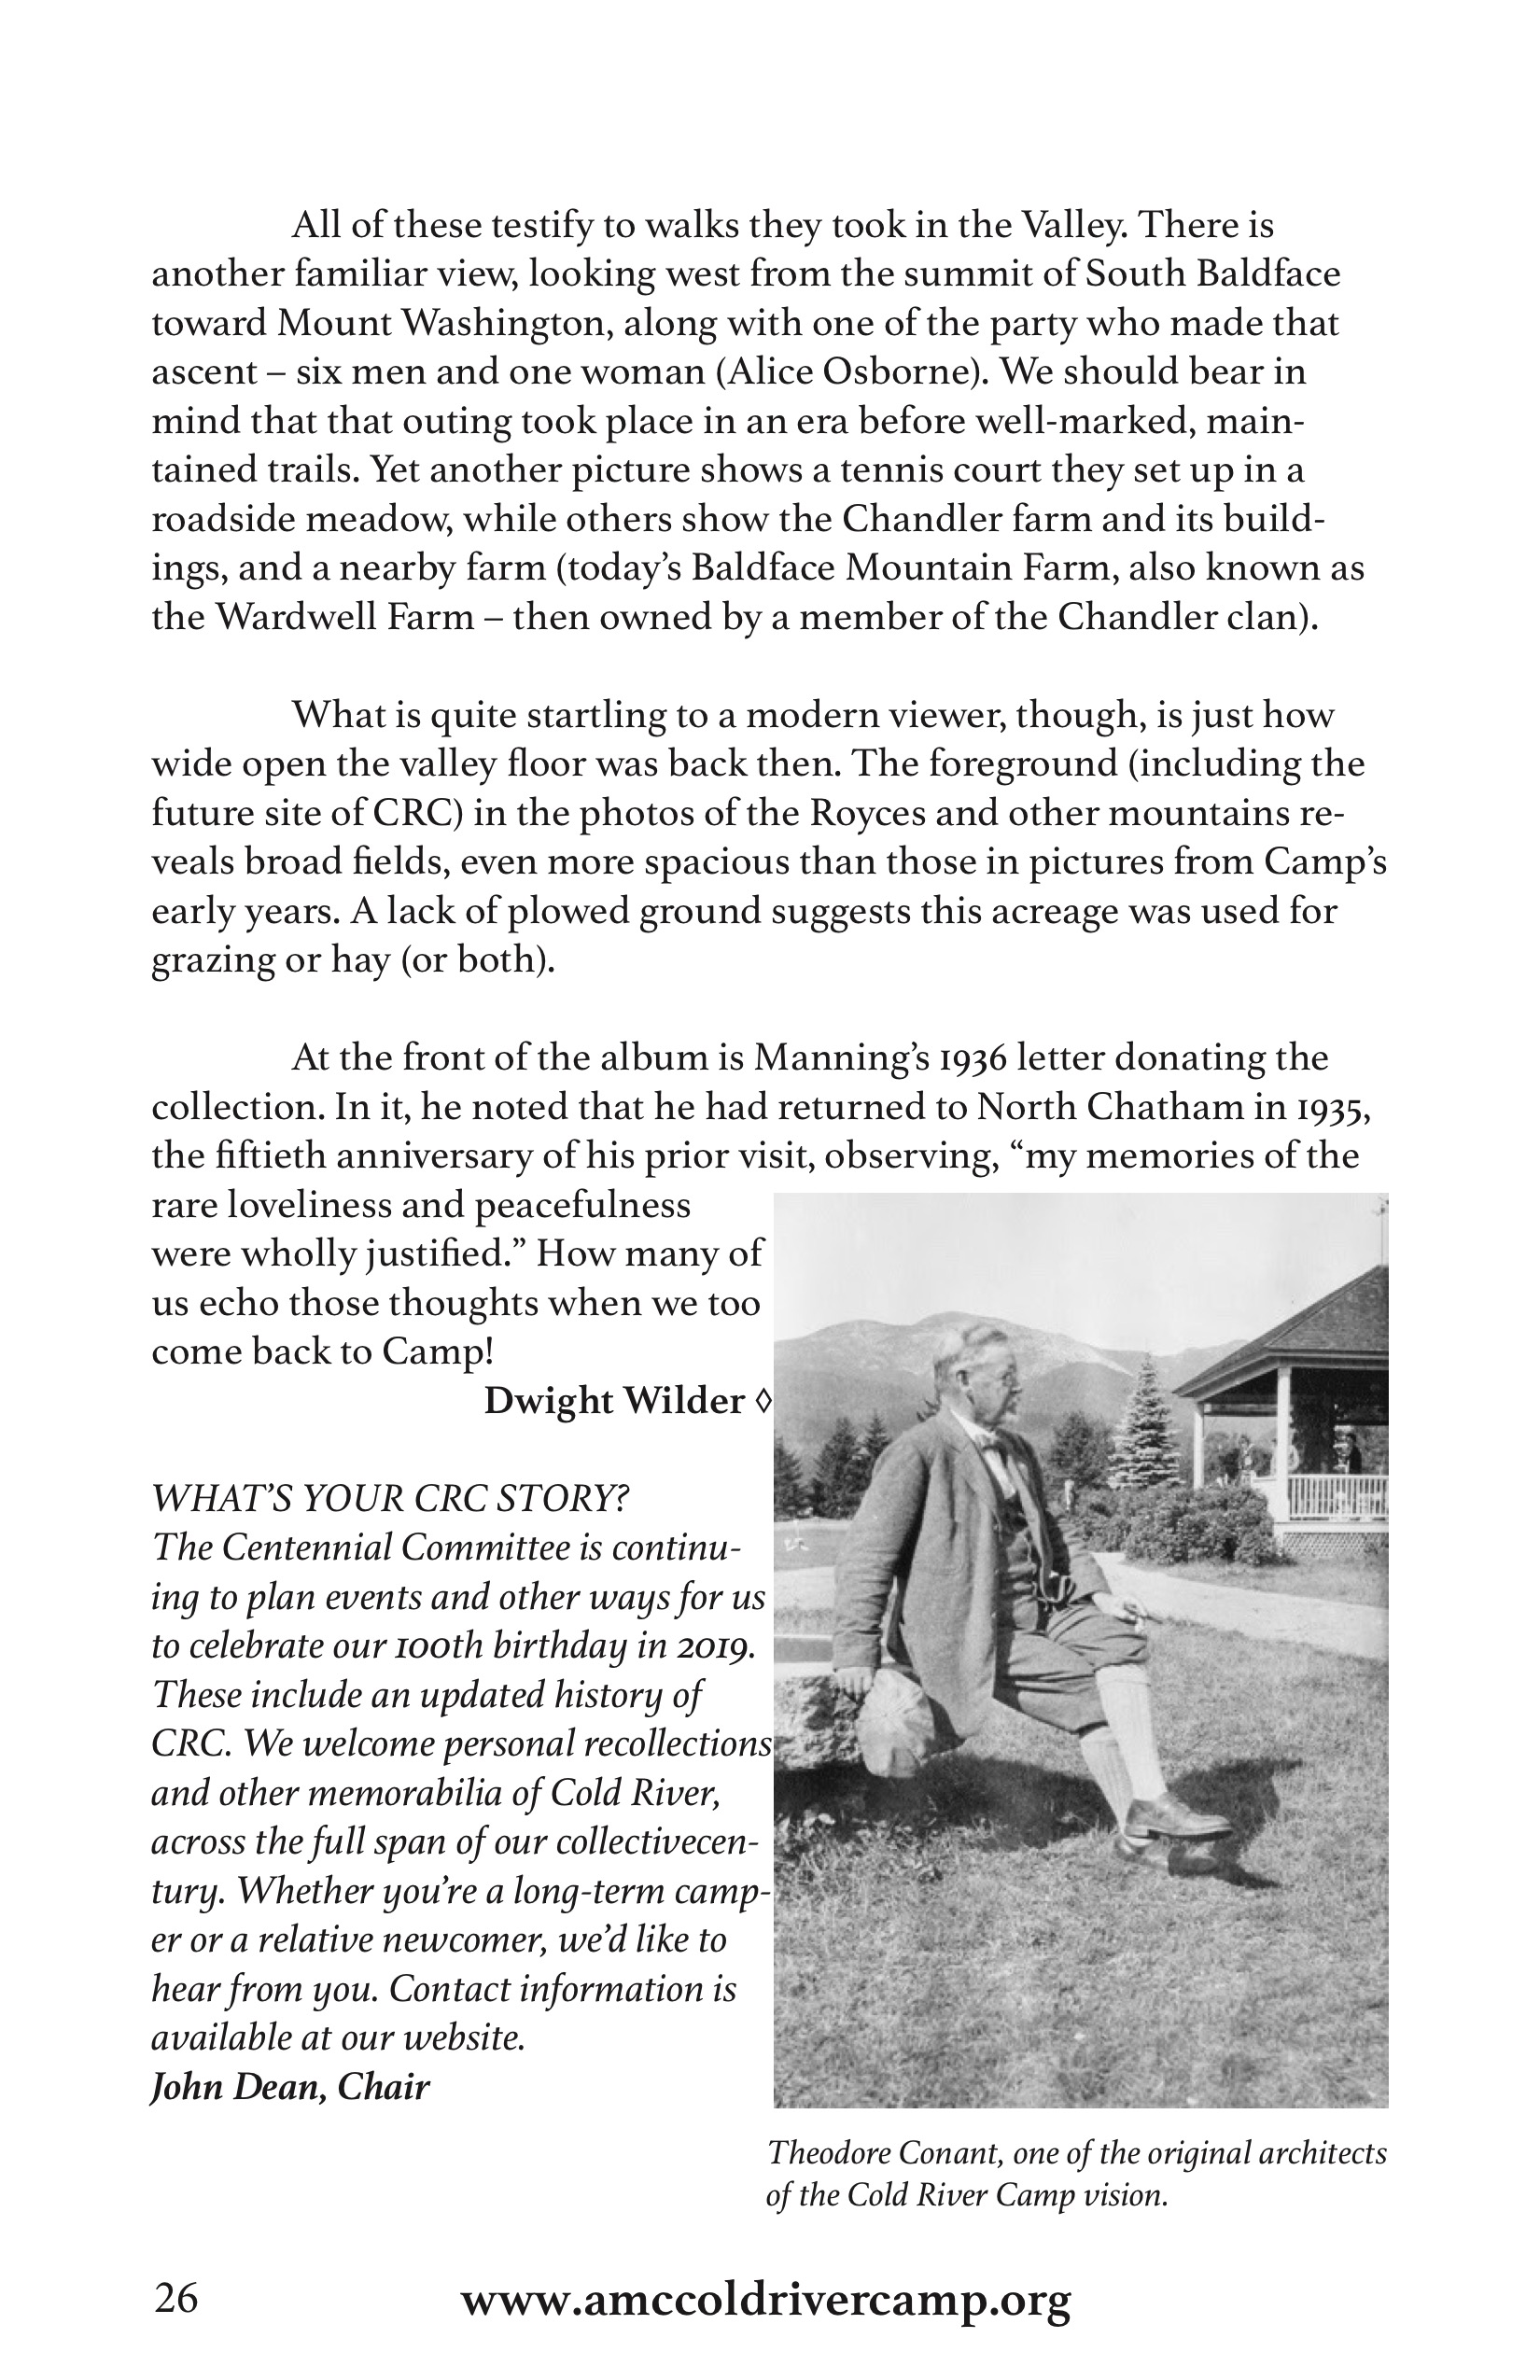 All of these testify to walks they took in the Valley. There is
another familiar view, looking west from the summit of South Baldface
toward Mount Washington, along with one of the party who made that
ascent – six men and one woman (Alice Osborne). We should bear in
mind that that outing took place in an era before well-marked, main-
tained trails. Yet another picture shows a tennis court they set up in a
roadside meadow, while others show the Chandler farm and its build-
ings, and a nearby farm (today’s Baldface Mountain Farm, also known as
the Wardwell Farm – then owned by a member of the Chandler clan).
What is quite startling to a modern viewer, though, is just how
wide open the valley floor was back then. The foreground (including the
future site of CRC) in the photos of the Royces and other mountains re-
veals broad fields, even more spacious than those in pictures from Camp’s
early years. A lack of plowed ground suggests this acreage was used for
grazing or hay (or both).
At the front of the album is Manning’s 1936 letter donating the
collection. In it, he noted that he had returned to North Chatham in 1935,
the fiftieth anniversary of his prior visit, observing, “my memories of the
rare loveliness and peacefulness
were wholly justified.” How many of
us echo those thoughts when we too
come back to Camp!
Dwight Wilder ◊
WHAT’S YOUR CRC STORY?
The Centennial Committee is continu-
ing to plan events and other ways for us
to celebrate our 100th birthday in 2019.
These include an updated history of
CRC. We welcome personal recollections
and other memorabilia of Cold River,
across the full span of our collectivecen-
tury. Whether you’re a long-term camp-
er or a relative newcomer, we’d like to
hear from you. Contact information is
available at our website.
John Dean, Chair
Theodore Conant, one of the original architects
of the Cold River Camp vision.
26
www.amccoldrivercamp.org